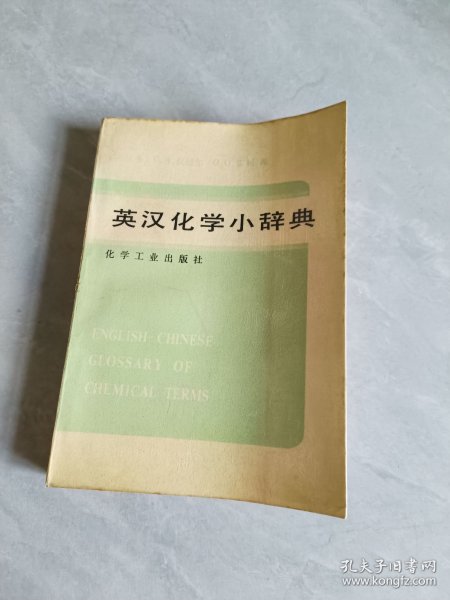 英汉化学小辞典
化学工业出版社
ENGLISH-CHINESE
GLOSSARY OF
CHEMICAL TERMS
孔夫子旧书网
www.kongfz.com